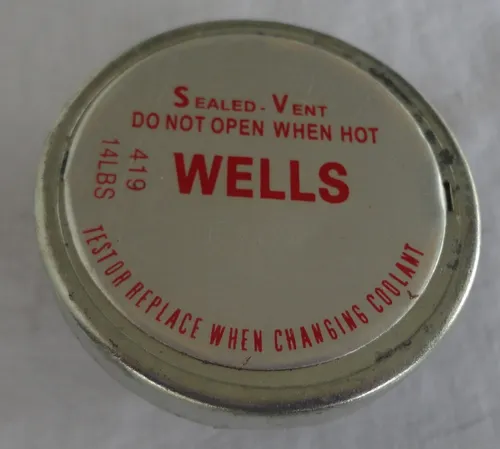 SEALED - VENT
DO NOT OPEN WHEN HOT
WELLS
419
14LBS
TEST OR REPLACE WHEN CHANGING COOLANT